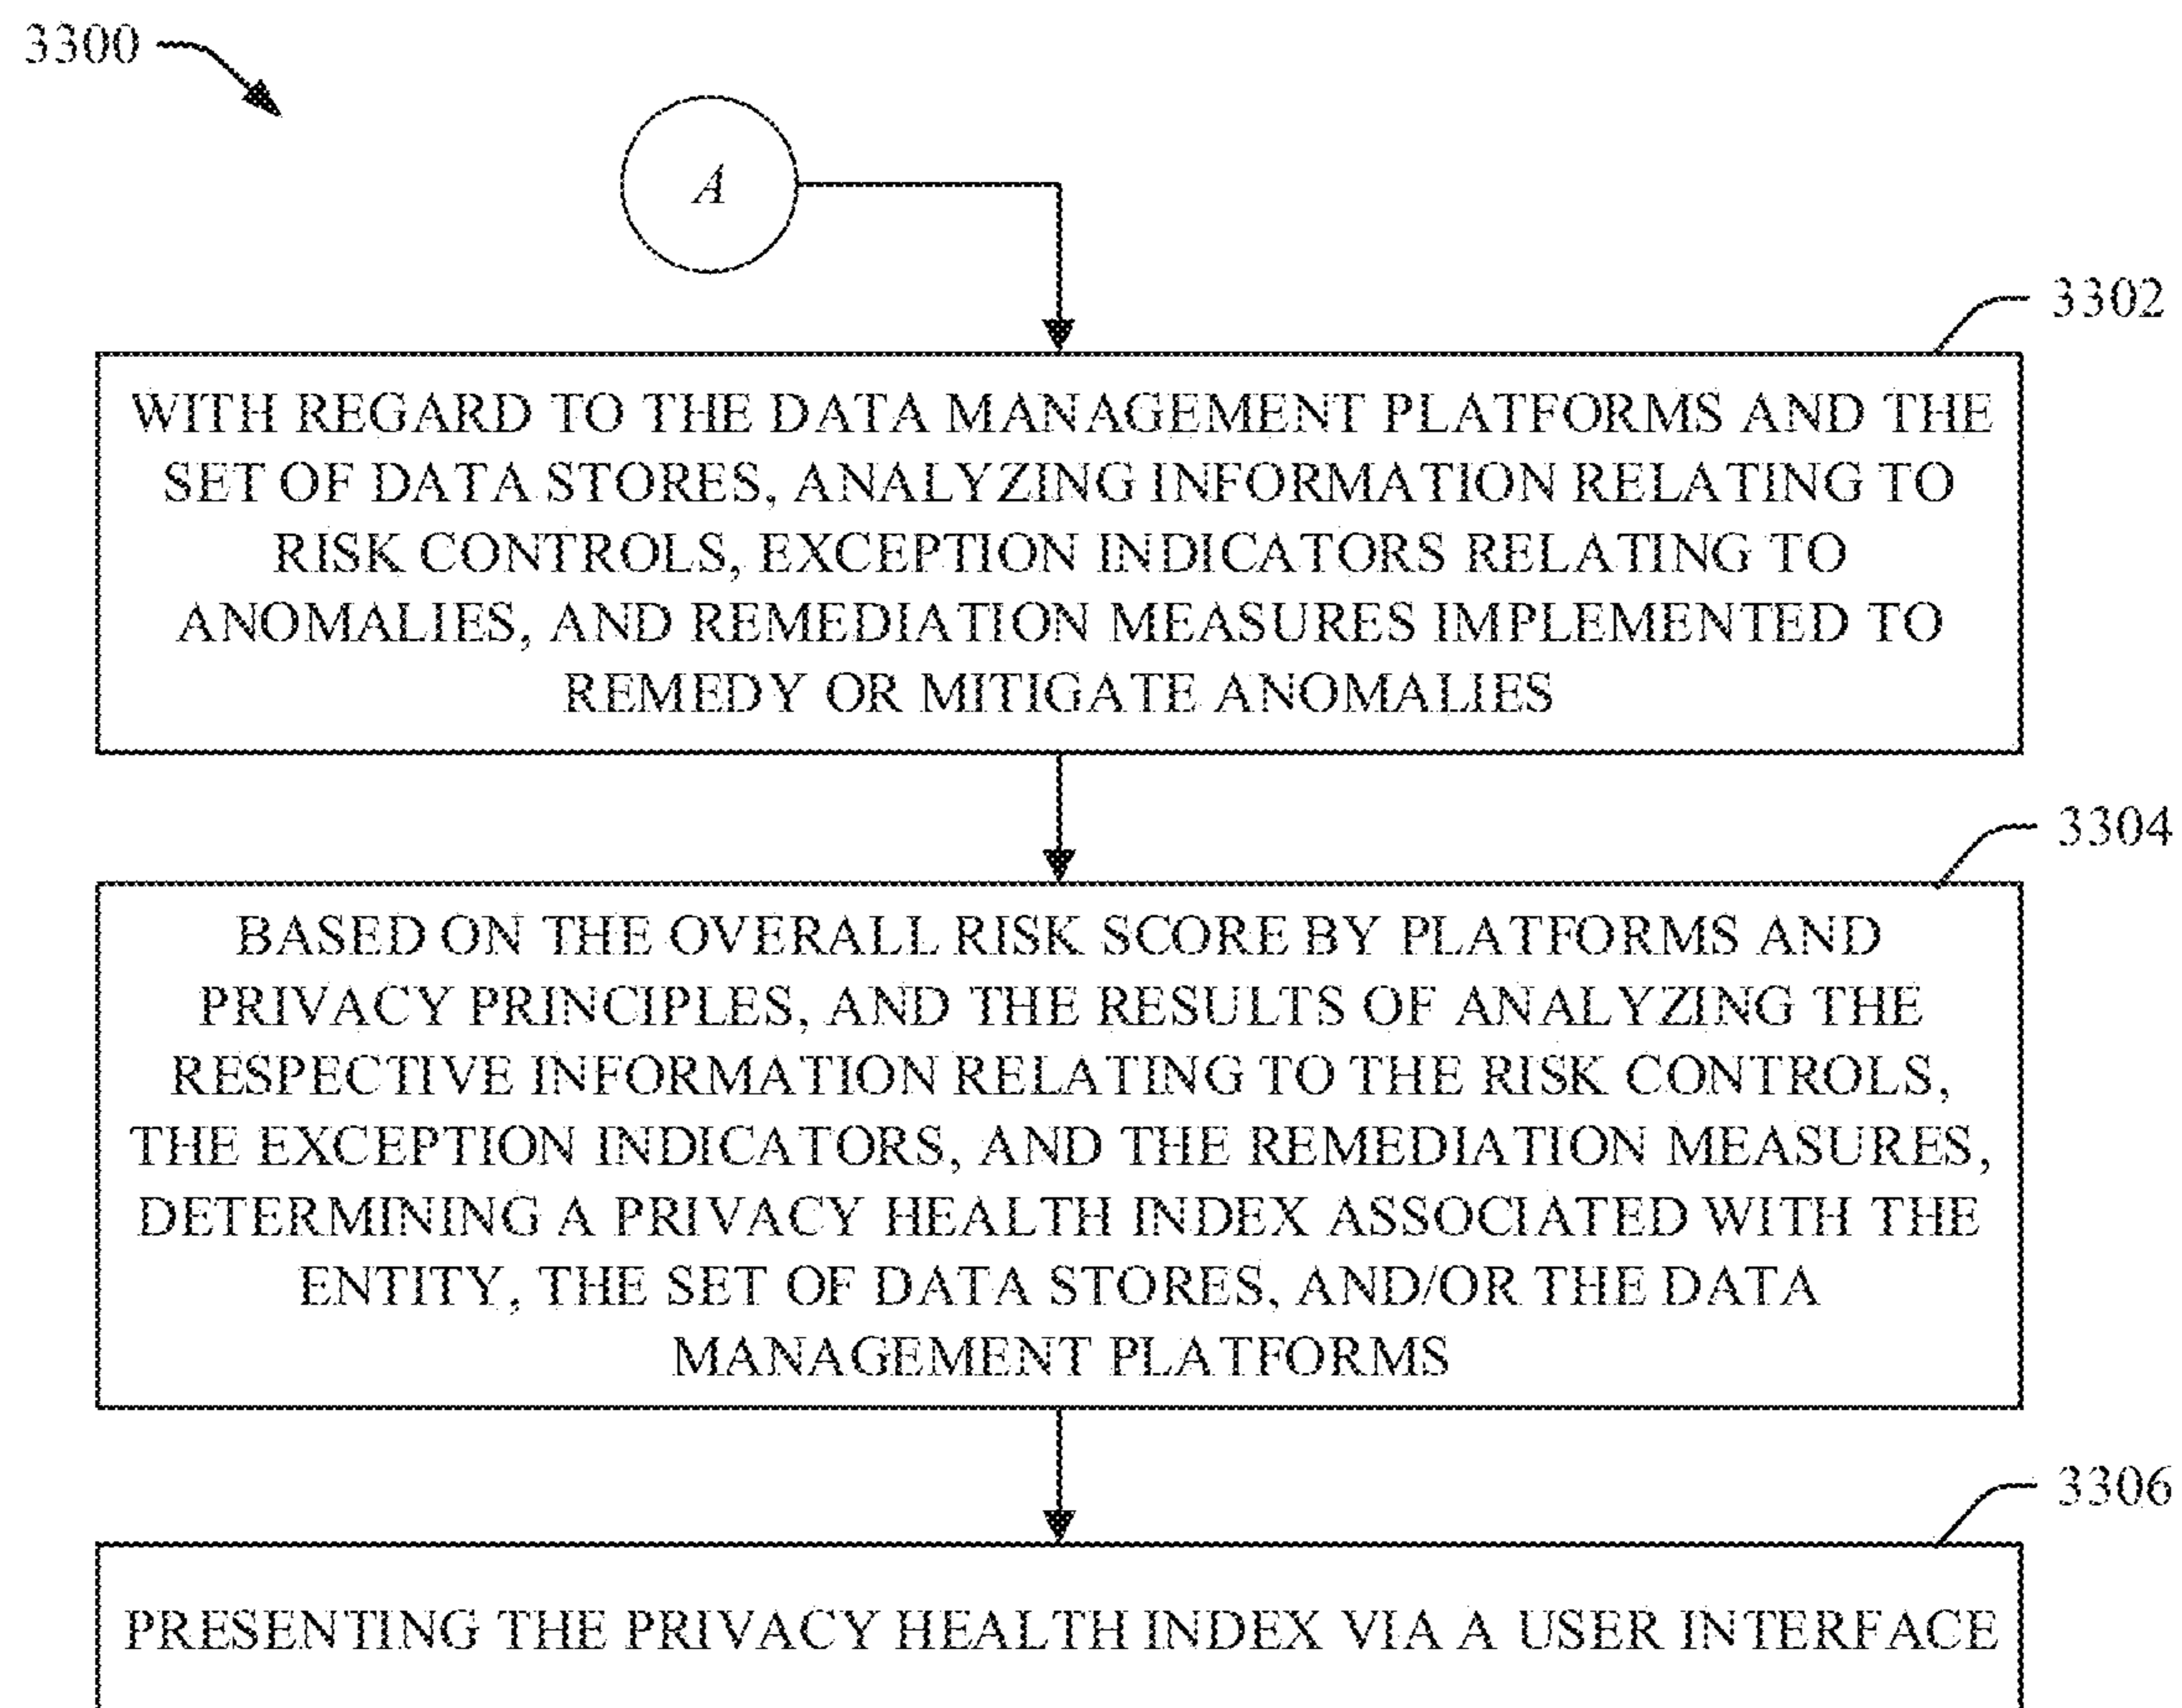 3300
A
3302
WITH REGARD TO THE DATA MANAGEMENT PLATFORMS AND THE
SET OF DATA STORES, ANALYZING INFORMATION RELATING TO
RISK CONTROLS, EXCEPTION INDICATORS RELATING TO
ANOMALIES, AND REMEDIATION MEASURES IMPLEMENTED TO
REMEDY OR MITIGATE ANOMALIES
3304
BASED ON THE OVERALL RISK SCORE BY PLATFORMS AND
PRIVACY PRINCIPLES, AND THE RESULTS OF ANALYZING THE
RESPECTIVE INFORMATION RELATING TO THE RISK CONTROLS,
THE EXCEPTION INDICATORS, AND THE REMEDIATION MEASURES,
DETERMINING A PRIVACY HEALTH INDEX ASSOCIATED WITH THE
ENTITY, THE SET OF DATA STORES, AND/OR THE DATA
MANAGEMENT PLATFORMS
3306
PRESENTING THE PRIVACY HEALTH INDEX VIA A USER INTERFACE